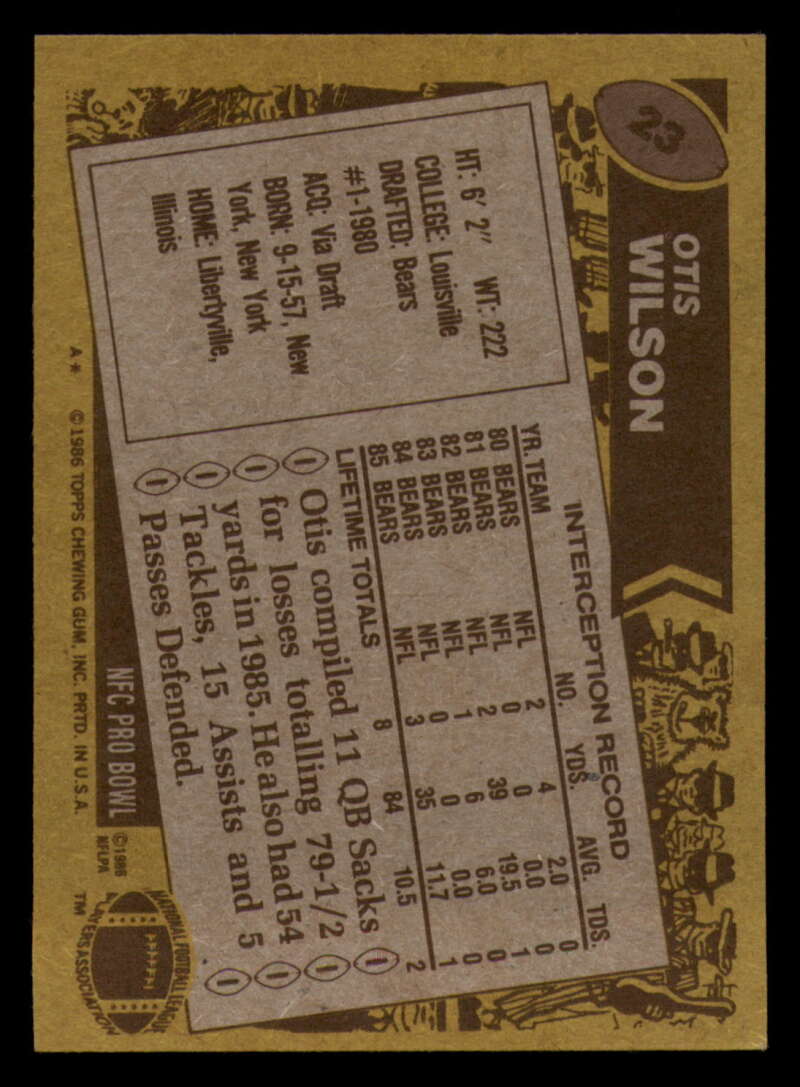 23
OTIS
WILSON
HT: 6' 2" WT: 222
COLLEGE: Louisville
DRAFTED: Bears
#1-1980
ACQ: Via Draft
BORN: 9-15-57, New
York, New York
HOME: Libertyville,
Illinois
INTERCEPTION RECORD
YR. TEAM NO. YDS. AVG. TDS.
80 BEARS NFL 2 4 2.0 0
81 BEARS NFL 0 0 0.0 0
82 BEARS NFL 2 39 19.5 1
83 BEARS NFL 1 6 6.0 0
84 BEARS NFL 0 0 0.0 0
85 BEARS NFL 3 35 11.7 1
LIFETIME TOTALS 8 84 10.5 2
Otis compiled 11 QB Sacks
for losses totalling 79-1/2
yards in 1985. He also had 54
Tackles, 15 Assists and 5
Passes Defended.
NFC PRO BOWL
A* © 1986 TOPPS CHEWING GUM, INC. PRTD. IN U.S.A.
© 1986
NFLPA
NATIONAL FOOTBALL LEAGUE
PLAYERS ASSOCIATION
TM